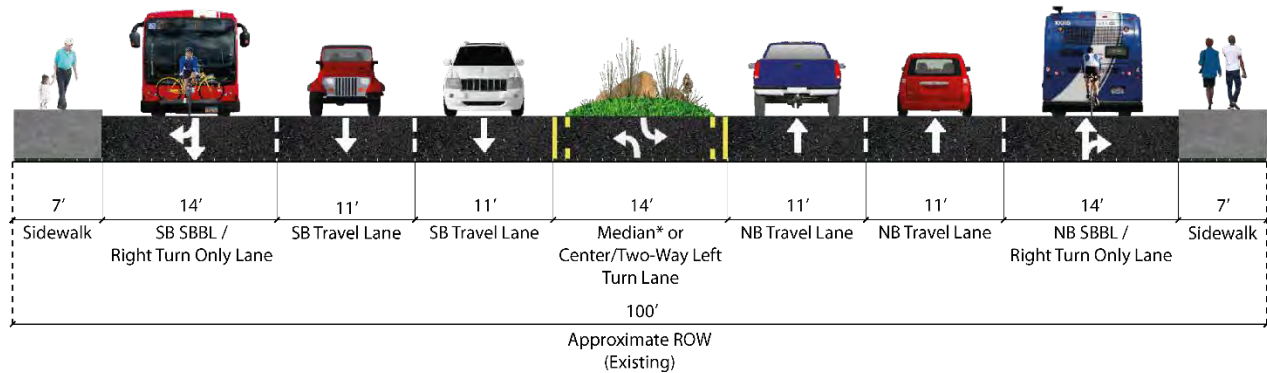 7′
14′
11′
11′
14′
11′
11′
14′
7′
Sidewalk
SB SBBL /
Right Turn Only Lane
SB Travel Lane
SB Travel Lane
Median* or
Center/Two-Way Left
Turn Lane
NB Travel Lane
NB Travel Lane
NB SBBL /
Right Turn Only Lane
Sidewalk
100′
Approximate ROW
(Existing)